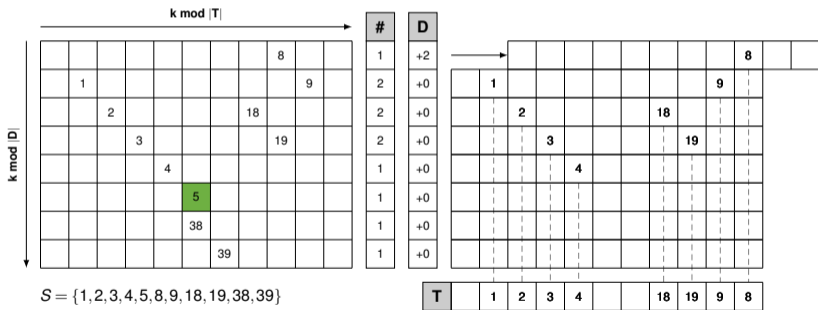 k mod |T|
# D
8 1 +2 8
1 9 2 +0 1 9
2 18 2 +0 2 18
3 19 2 +0 3 19
4 1 +0 4
5 1 +0
38 1 +0
39 1 +0
k mod |D|
S = {1,2,3,4,5,8,9,18,19,38,39}
T 1 2 3 4 18 19 9 8